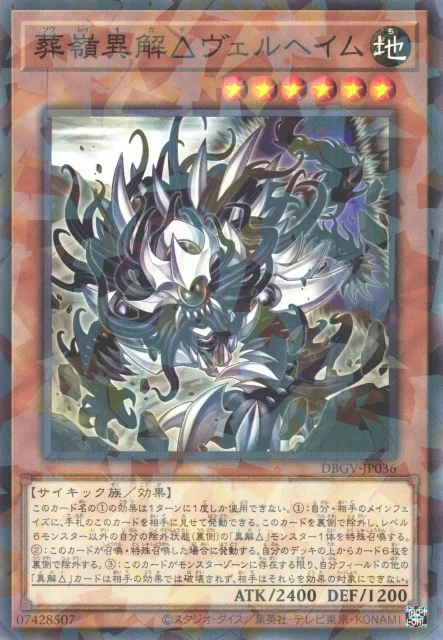 葬嶺異解△ヴェルヘイム 地
DBGV-JP036
【サイキック族/効果】
このカード名の①の効果は1ターンに1度しか使用できない。①:自分・相手のメインフェ
イズに、手札のこのカードを相手に見せて発動できる。このカードを裏側で除外し、レベル
6モンスター以外の自分の除外状態(裏側)の「異解△」モンスター1体を特殊召喚する。
②:このカードが召喚・特殊召喚した場合に発動する。自分のデッキの上からカード6枚を
裏側で除外する。③:このカードがモンスターゾーンに存在する限り、自分フィールドの他の
「異解△」カードは相手の効果では破壊されず、相手はそれらを効果の対象にできない。
ATK/2400 DEF/1200
07428507 ©スタジオ・ダイス/集英社・テレビ東京・KONAMI